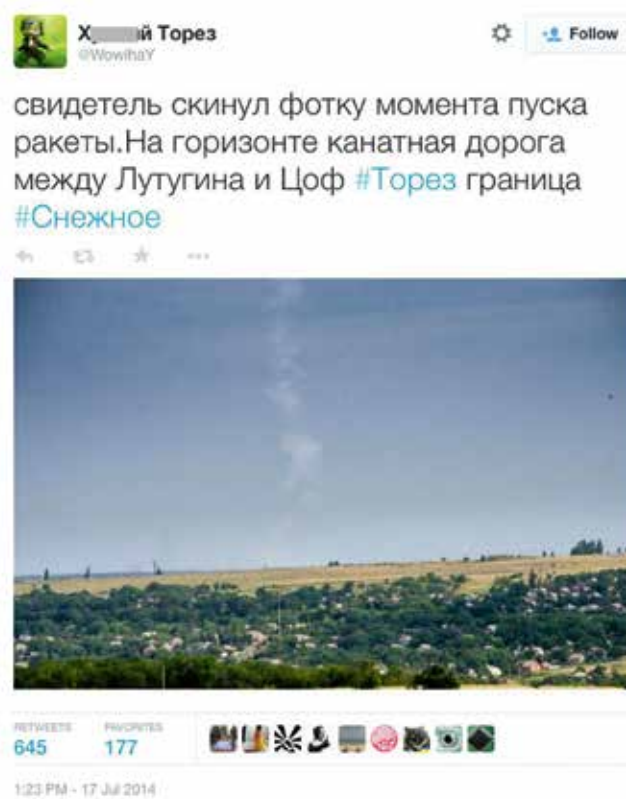 Х й Торез
@WowihaY
Follow
свидетель скинул фотку момента пуска
ракеты.На горизонте канатная дорога
между Лутугина и Цоф #Торез граница
#Снежное
RETWEETS FAVORITES
645 177
1:23 PM - 17 Jul 2014